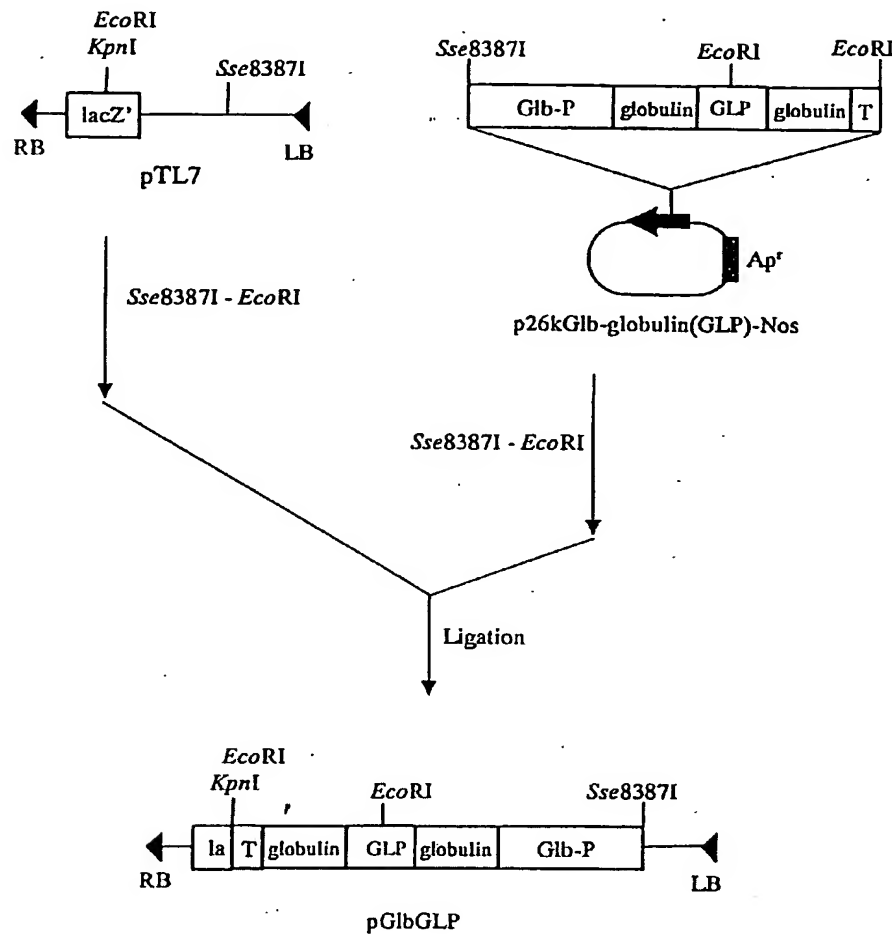 EcoRI
KpnI
Sse8387I
lacZ'
RB
LB
pTL7
Sse8387I
EcoRI
EcoRI
Glb-P
globulin
GLP
globulin
T
Apʳ
p26kGlb-globulin(GLP)-Nos
Sse8387I - EcoRI
Sse8387I - EcoRI
Ligation
EcoRI
KpnI
EcoRI
Sse8387I
la
T
globulin
GLP
globulin
Glb-P
RB
LB
pGlbGLP